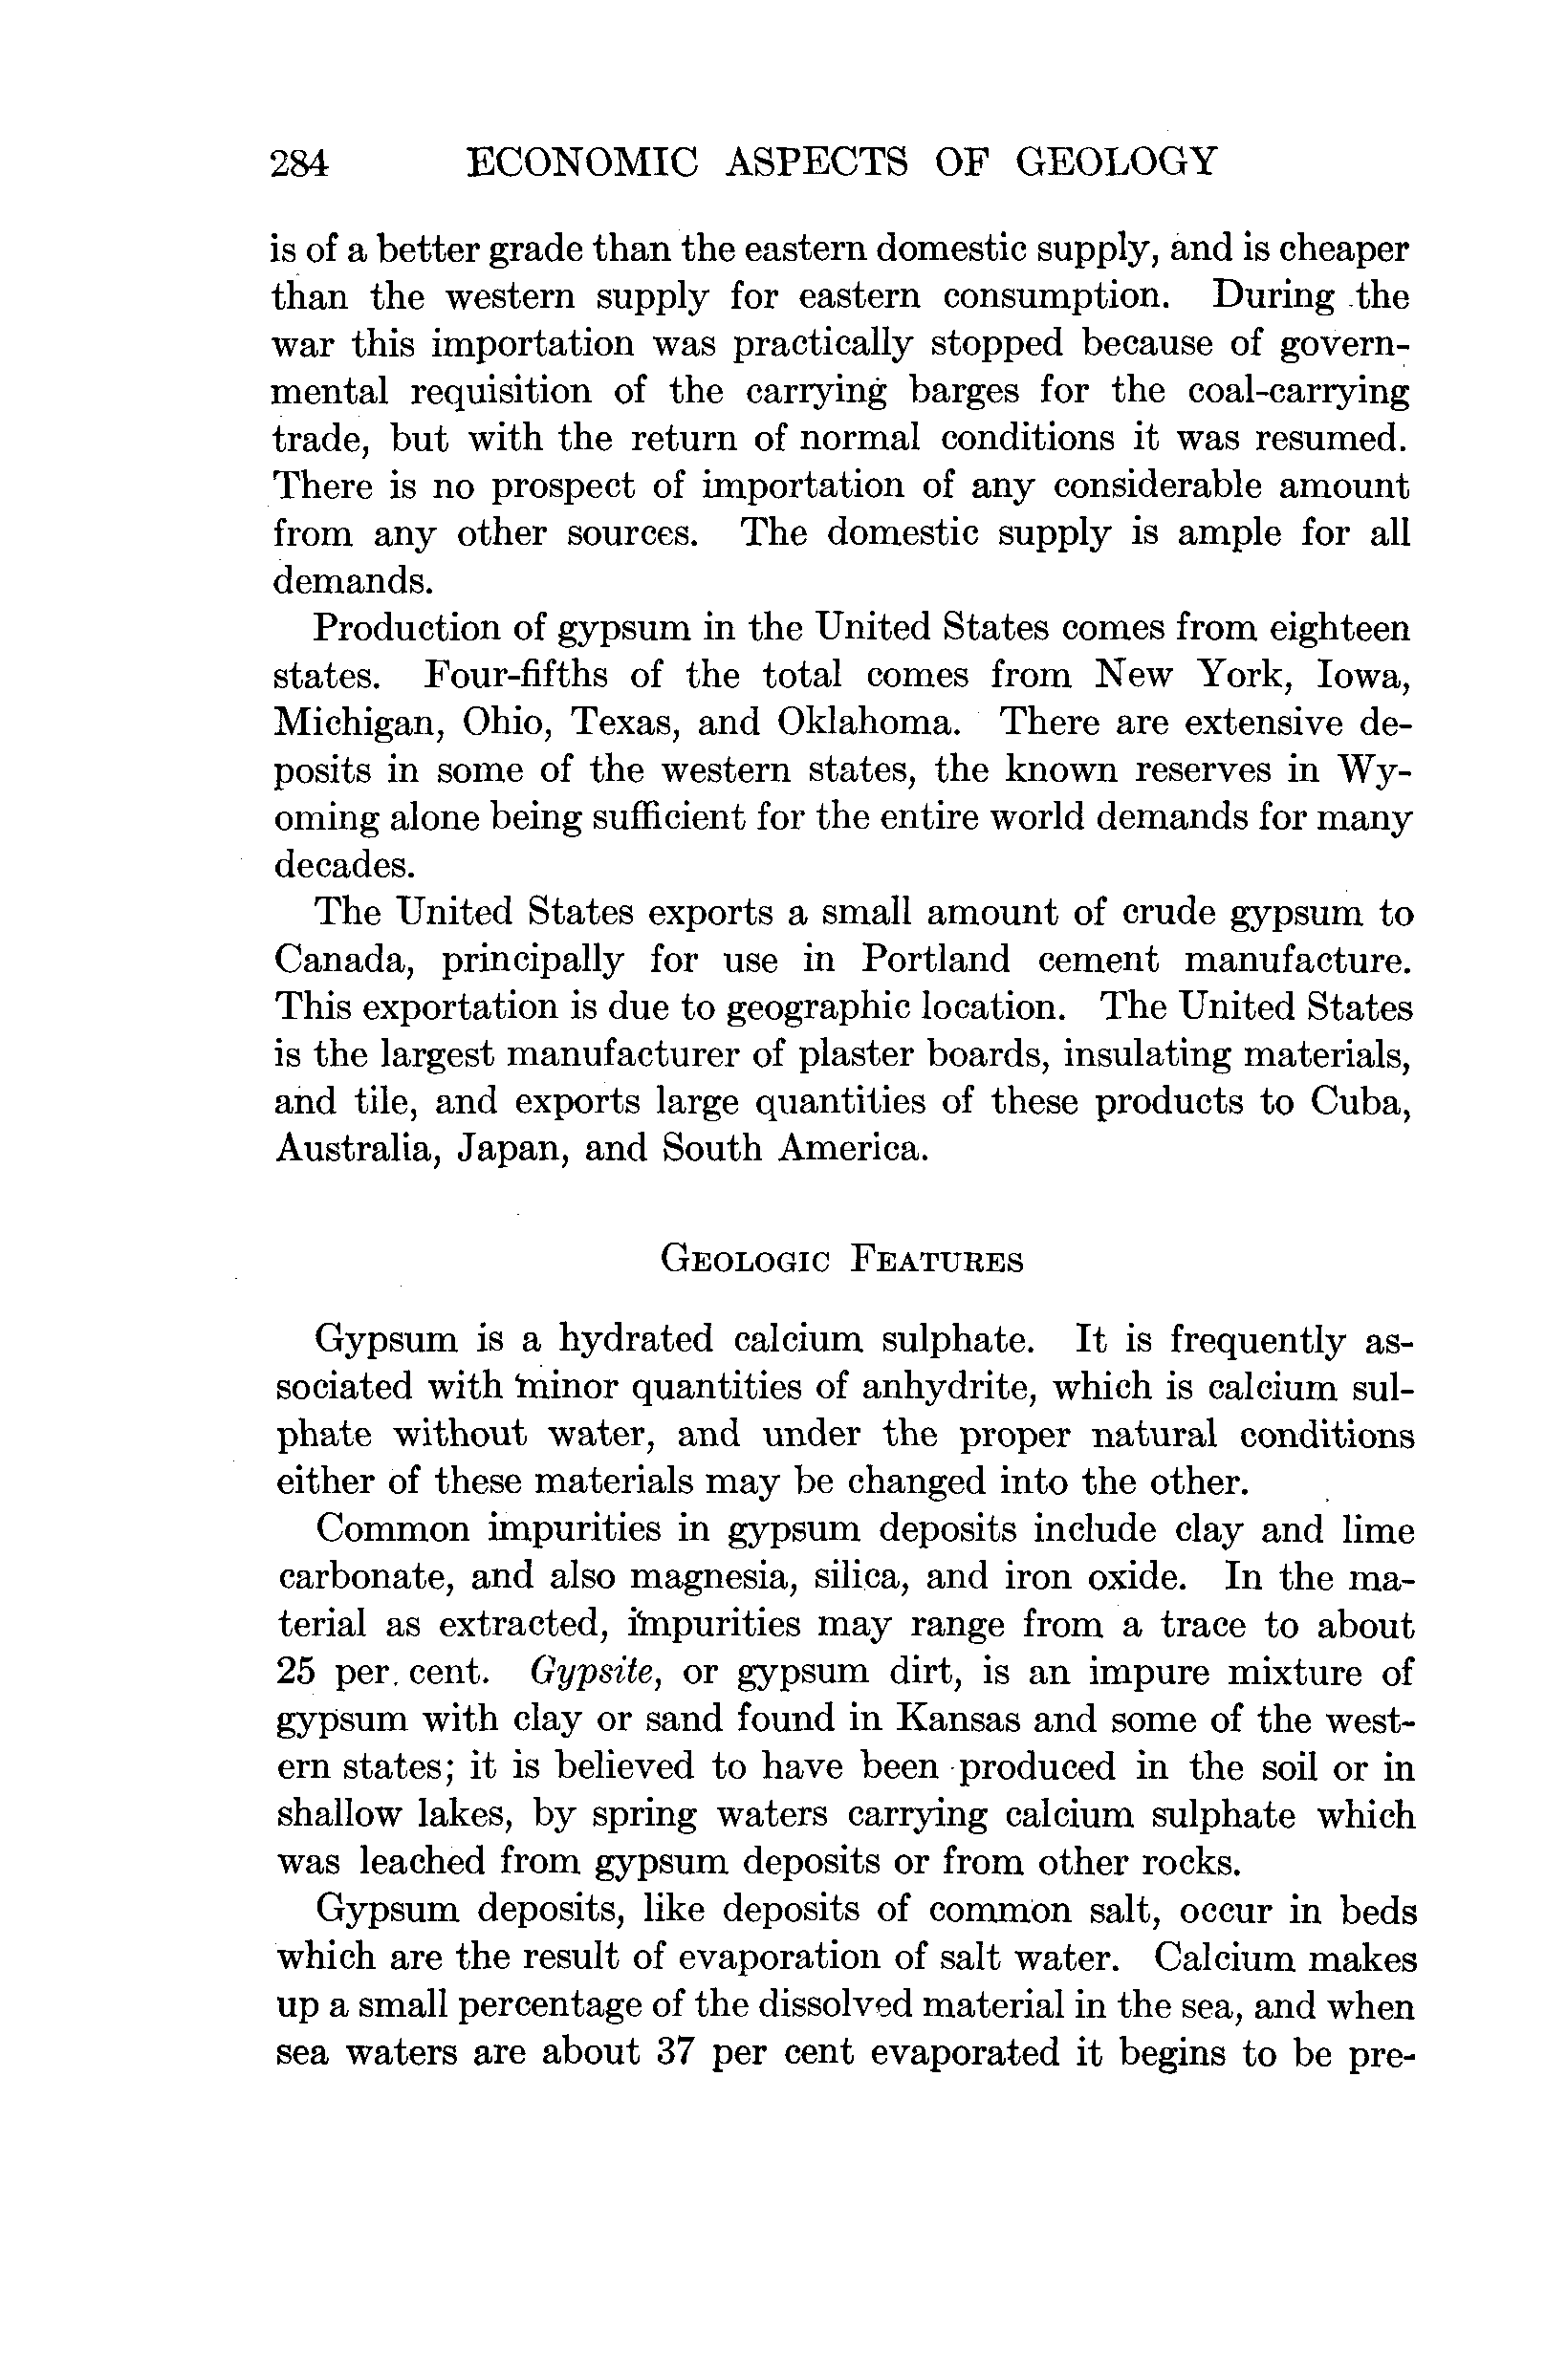 284 ECONOMIC ASPECTS OF GEOLOGY
is of a better grade than the eastern domestic supply, and is cheaper
than the western supply for eastern consumption. During the
war this importation was practically stopped because of govern-
mental requisition of the carrying barges for the coal-carrying
trade, but with the return of normal conditions it was resumed.
There is no prospect of importation of any considerable amount
from any other sources. The domestic supply is ample for all
demands.
Production of gypsum in the United States comes from eighteen
states. Four-fifths of the total comes from New York, Iowa,
Michigan, Ohio, Texas, and Oklahoma. There are extensive de-
posits in some of the western states, the known reserves in Wy-
oming alone being sufficient for the entire world demands for many
decades.
The United States exports a small amount of crude gypsum to
Canada, principally for use in Portland cement manufacture.
This exportation is due to geographic location. The United States
is the largest manufacturer of plaster boards, insulating materials,
and tile, and exports large quantities of these products to Cuba,
Australia, Japan, and South America.
GEOLOGIC FEATURES
Gypsum is a hydrated calcium sulphate. It is frequently as-
sociated with minor quantities of anhydrite, which is calcium sul-
phate without water, and under the proper natural conditions
either of these materials may be changed into the other.
Common impurities in gypsum deposits include clay and lime
carbonate, and also magnesia, silica, and iron oxide. In the ma-
terial as extracted, impurities may range from a trace to about
25 per cent. Gypsite, or gypsum dirt, is an impure mixture of
gypsum with clay or sand found in Kansas and some of the west-
ern states; it is believed to have been produced in the soil or in
shallow lakes, by spring waters carrying calcium sulphate which
was leached from gypsum deposits or from other rocks.
Gypsum deposits, like deposits of common salt, occur in beds
which are the result of evaporation of salt water. Calcium makes
up a small percentage of the dissolved material in the sea, and when
sea waters are about 37 per cent evaporated it begins to be pre-